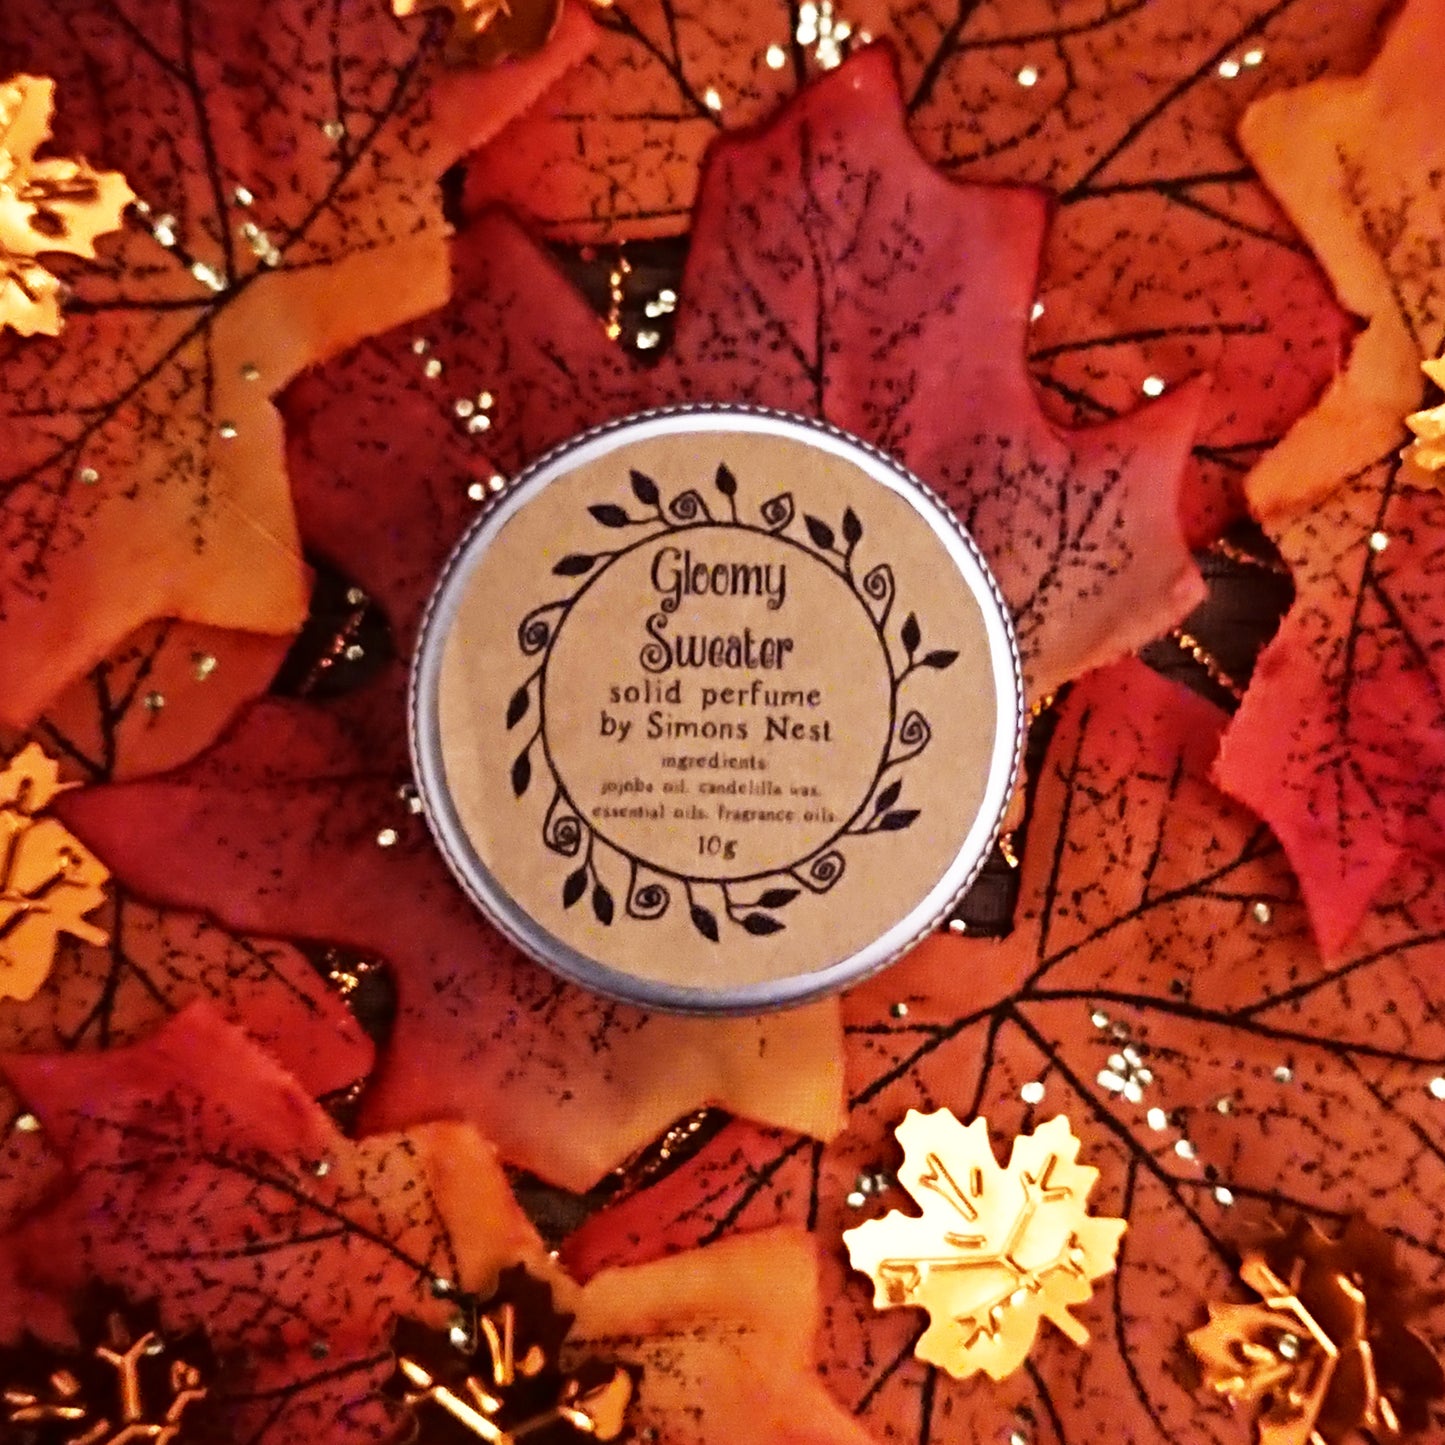 Gloomy
Sweater
solid perfume
by Simons Nest
ingredients
jojoba oil. candelilla wax.
essential oils. fragrance oils.
10g